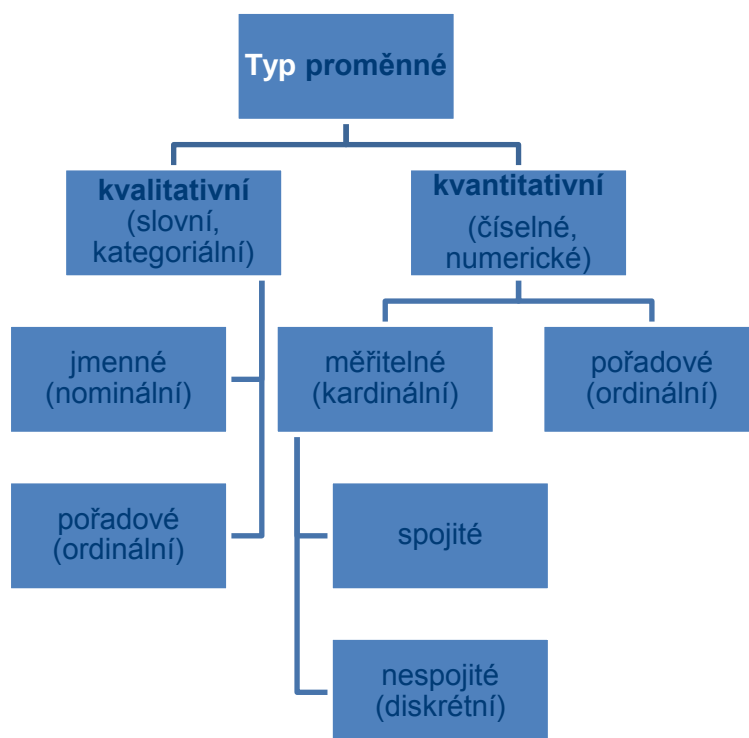 Typ proměnné
kvalitativní
(slovní,
kategoriální)
kvantitativní
(číselné,
numerické)
jmenné
(nominální)
měřitelné
(kardinální)
pořadové
(ordinální)
pořadové
(ordinální)
spojité
nespojité
(diskrétní)